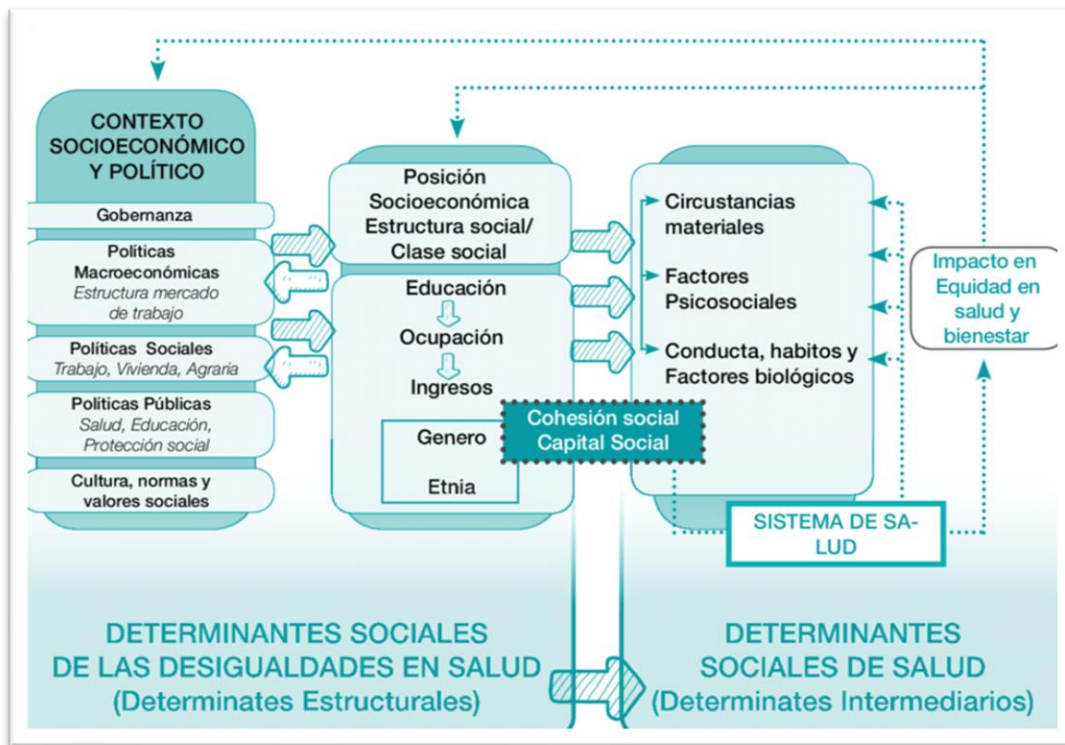 CONTEXTO
SOCIOECONÓMICO
Y POLÍTICO
Gobernanza
Políticas
Macroeconómicas
Estructura mercado
de trabajo
Políticas Sociales
Trabajo, Vivienda, Agraria
Políticas Públicas
Salud, Educación,
Protección social
Cultura, normas y
valores sociales
Posición
Socioeconómica
Estructura social/
Clase social
Educación
Ocupación
Ingresos
Genero
Etnia
Cohesión social
Capital Social
Circustancias
materiales
Factores
Psicosociales
Conducta, habitos y
Factores biológicos
SISTEMA DE SA-
LUD
Impacto en
Equidad en
salud y
bienestar
DETERMINANTES SOCIALES
DE LAS DESIGUALDADES EN SALUD
(Determinates Estructurales)
DETERMINANTES
SOCIALES DE SALUD
(Determinates Intermediarios)